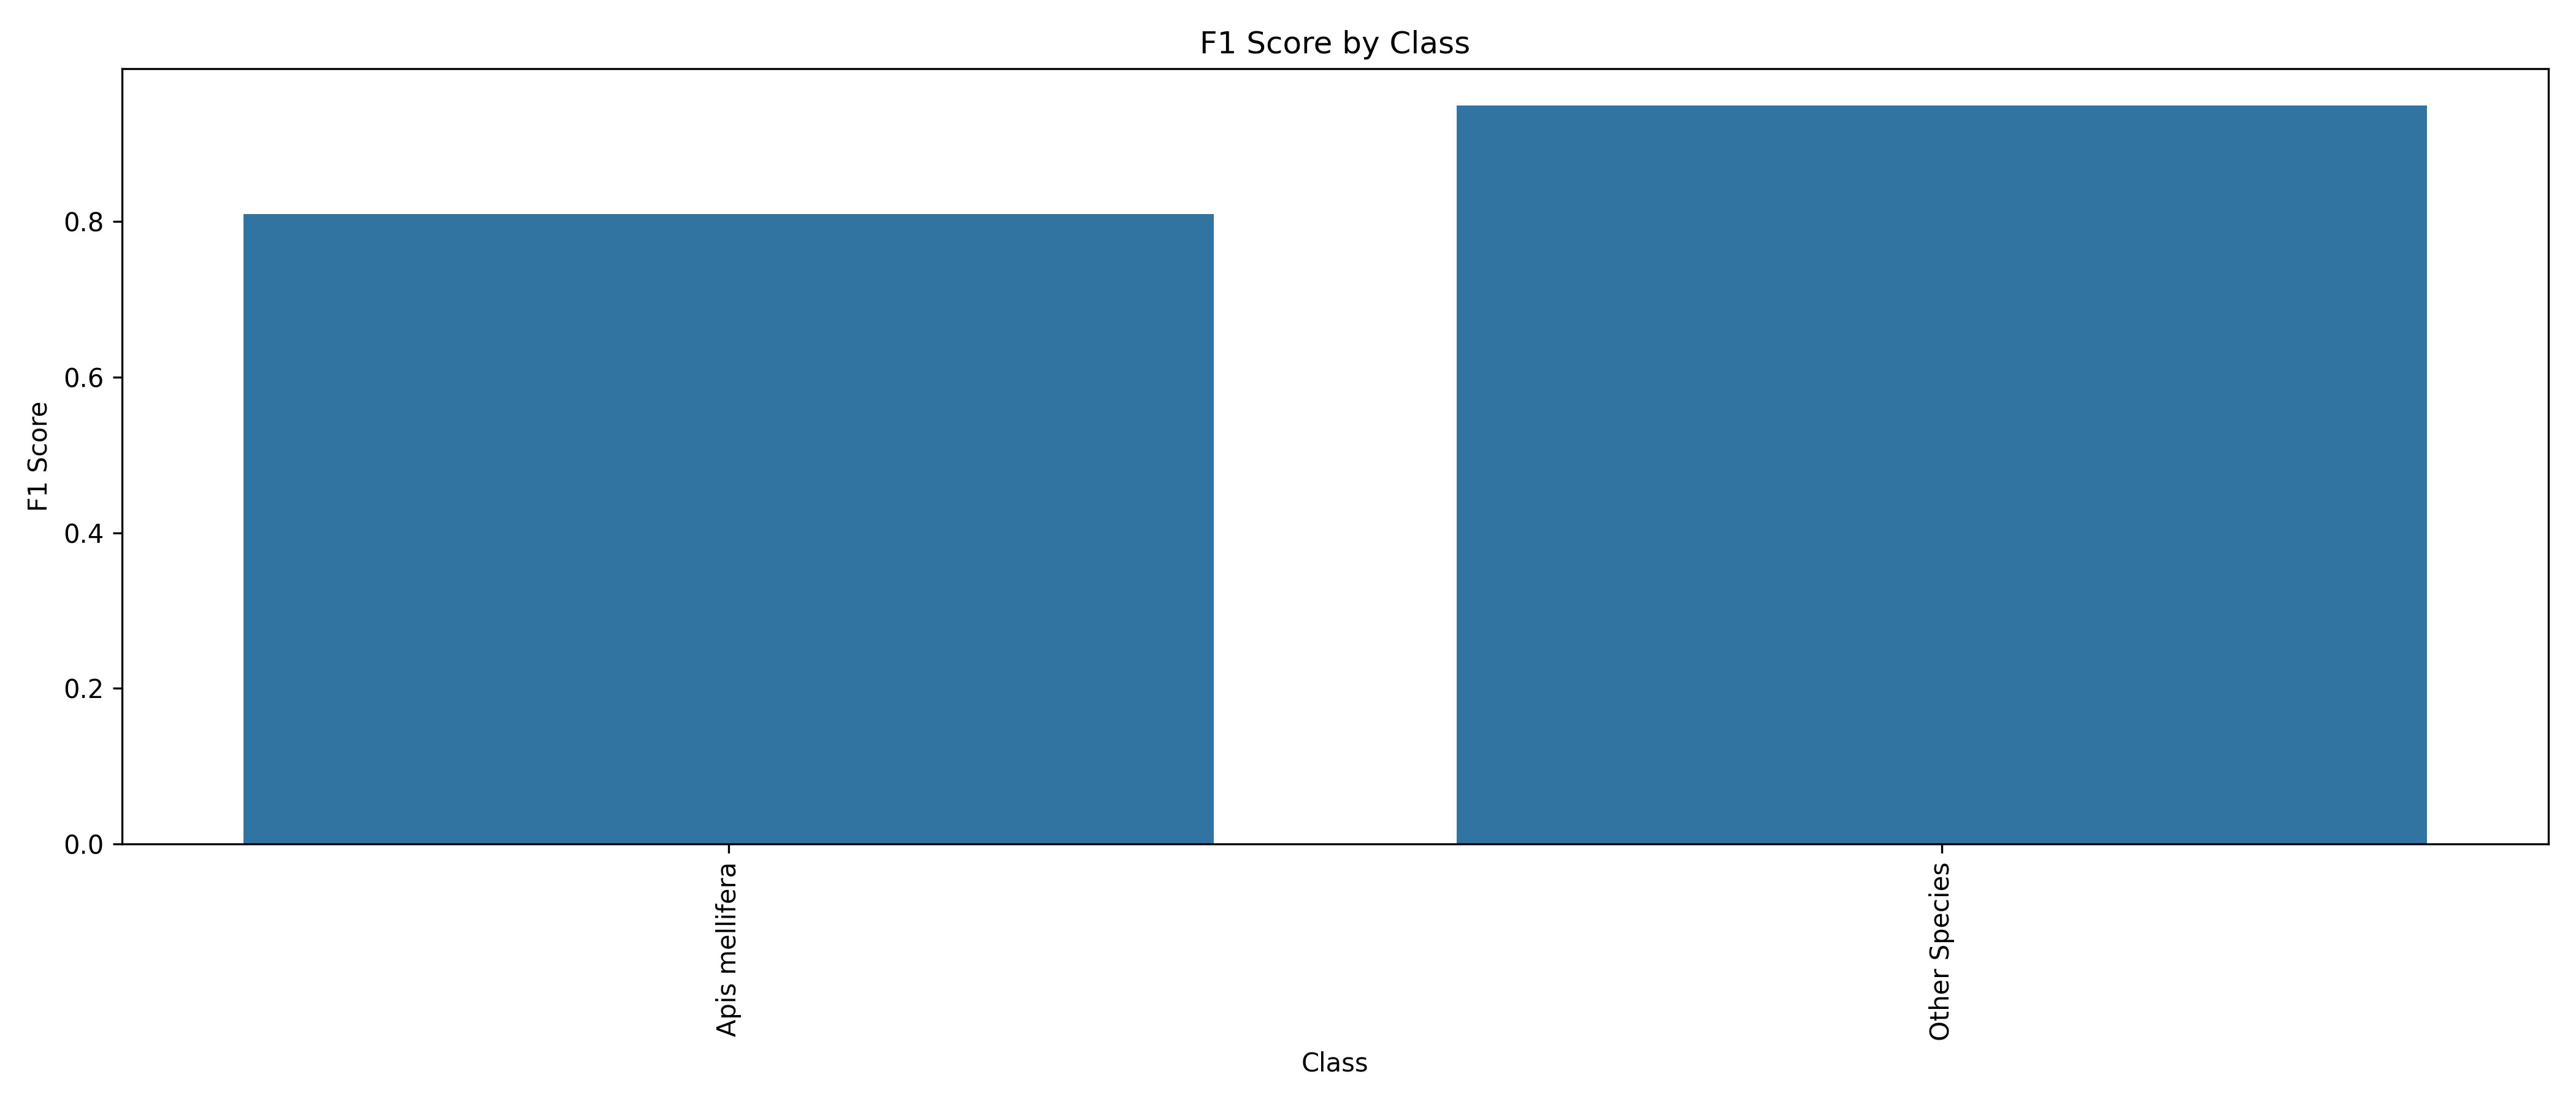 F1 Score by Class
F1 Score
0.8
0.6
0.4
0.2
0.0
Apis mellifera
Other Species
Class